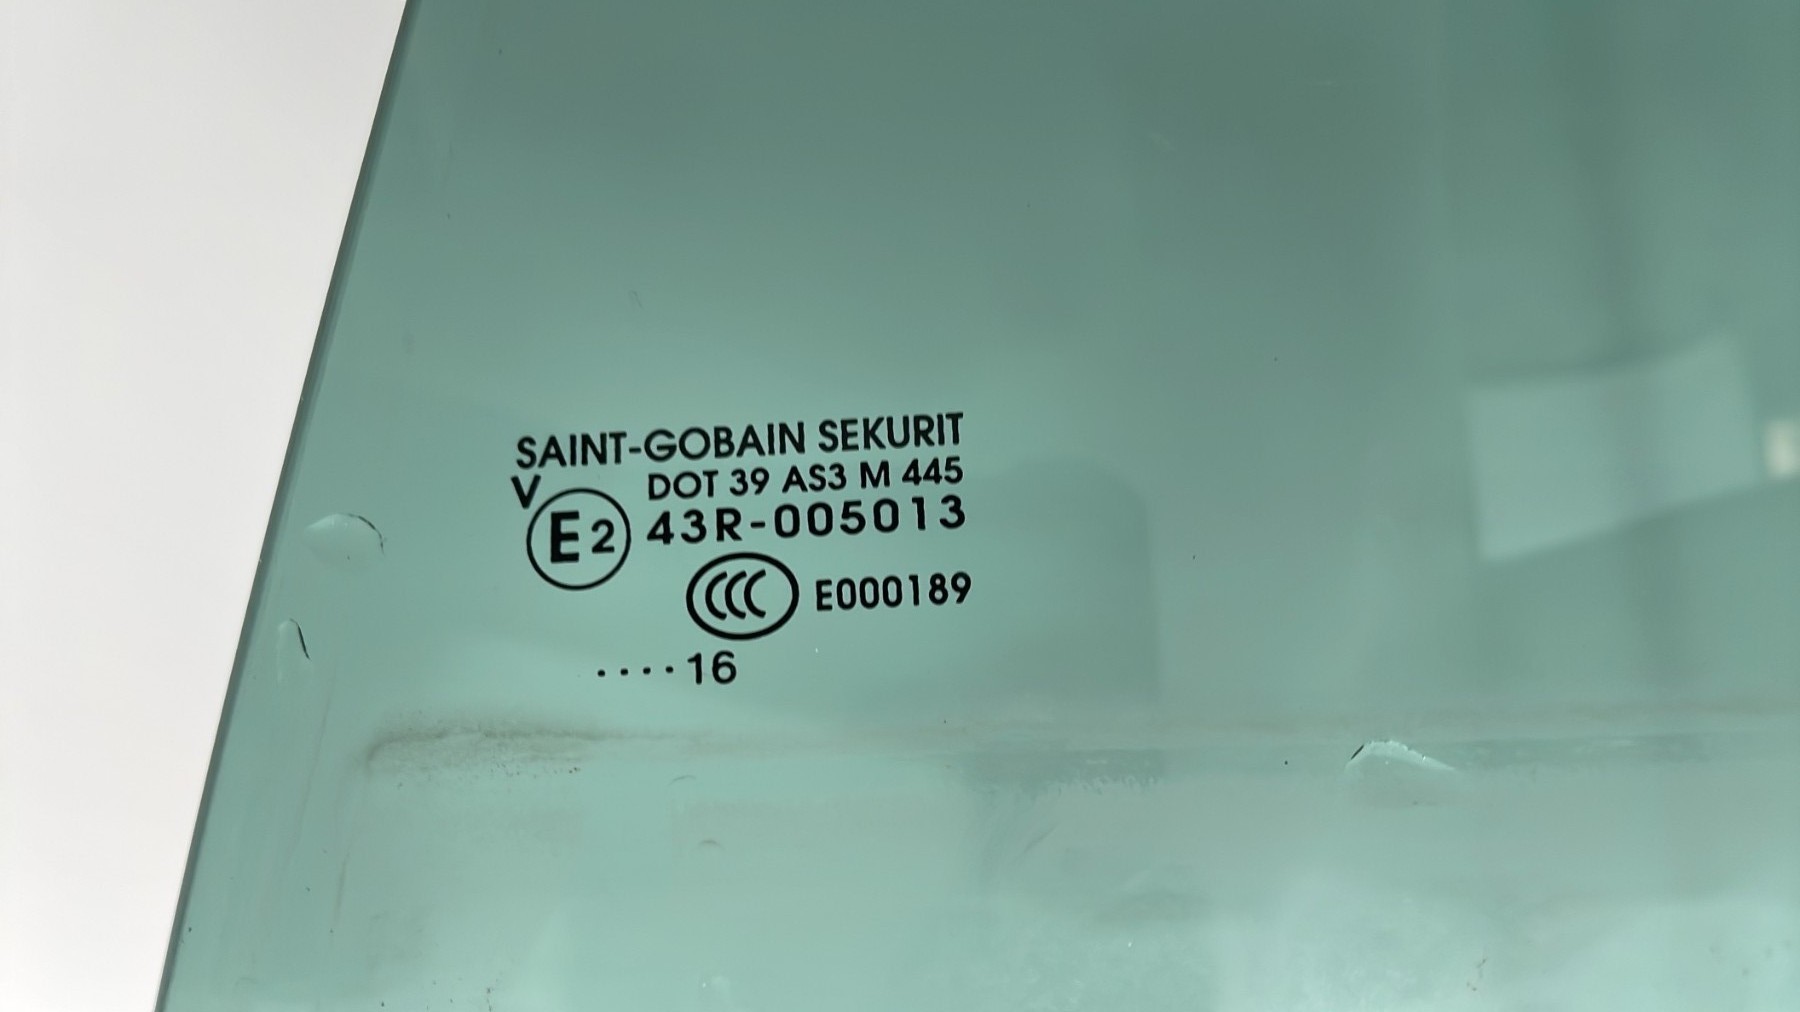 SAINT-GOBAIN SEKURIT
V DOT 39 AS3 M 445
E2 43R-005013
CCC E000189
····16